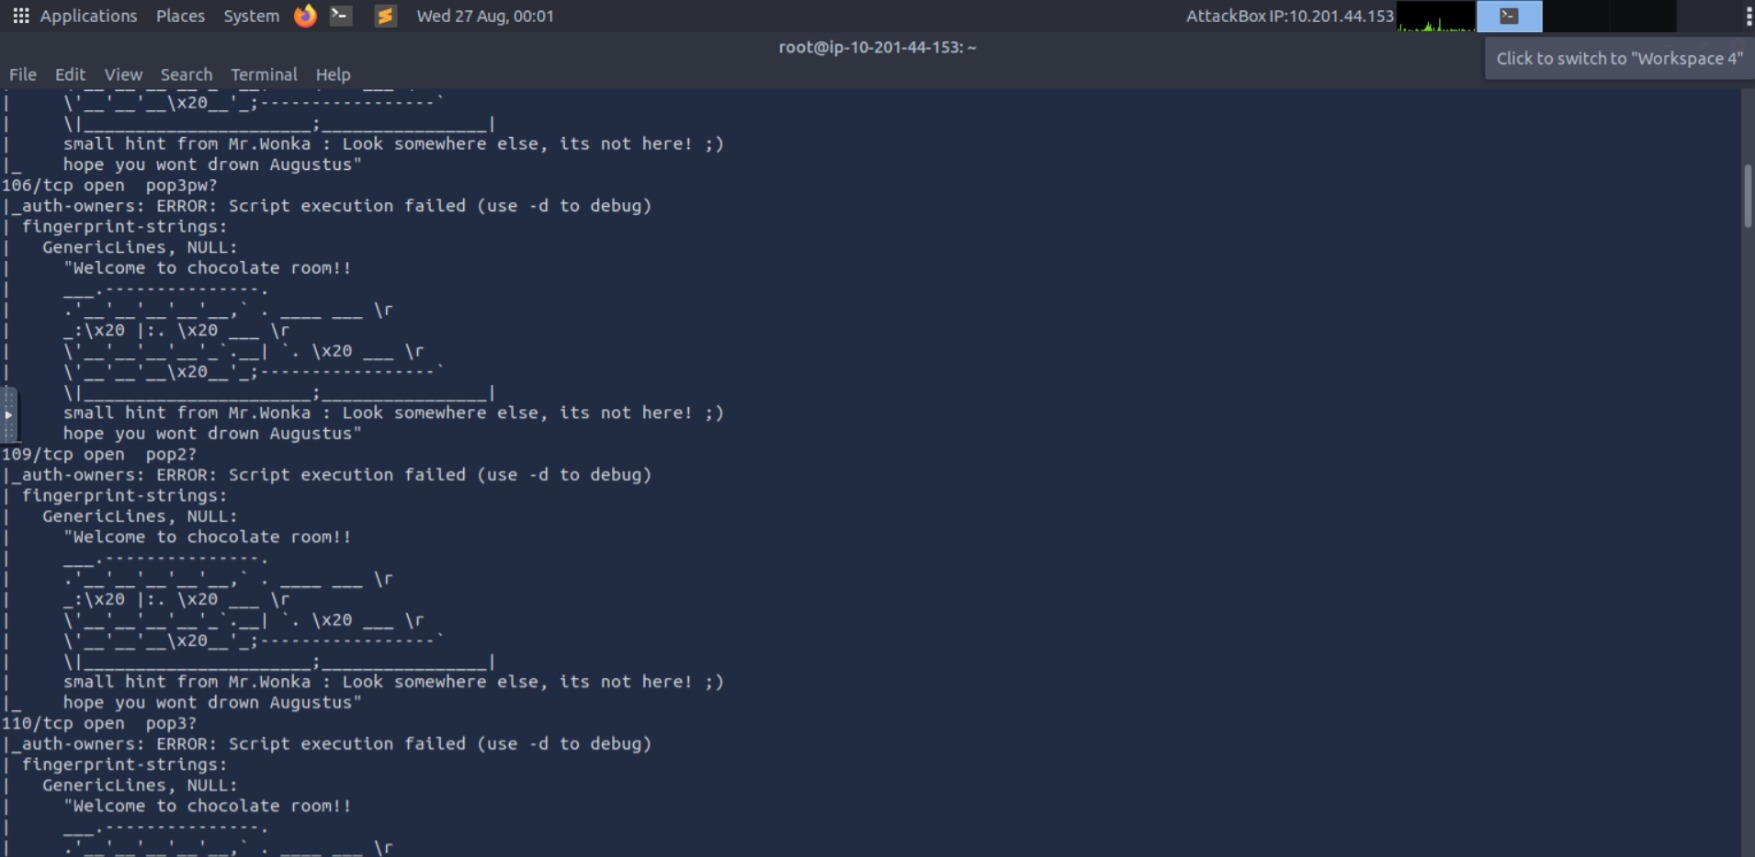 Applications Places System Wed 27 Aug, 00:01 AttackBox IP:10.201.44.153
root@ip-10-201-44-153: ~
Click to switch to "Workspace 4"
File Edit View Search Terminal Help
|      \'__'__'__\x20__'_;-----------------`
|      \|______________________;________________|
|      small hint from Mr.Wonka : Look somewhere else, its not here! ;)
|_     hope you wont drown Augustus"
106/tcp open  pop3pw?
|_auth-owners: ERROR: Script execution failed (use -d to debug)
| fingerprint-strings:
|   GenericLines, NULL:
|     "Welcome to chocolate room!!
|     ___.---------------.
|     .'__'__'__'__'__,` . ____ ___ \r
|     _:\x20 |:. \x20 ___ \r
|     \'__'__'__'__'_`.__| `. \x20 ___ \r
|     \'__'__'__\x20__'_;-----------------`
|     \|______________________;________________|
      small hint from Mr.Wonka : Look somewhere else, its not here! ;)
_     hope you wont drown Augustus"
109/tcp open  pop2?
|_auth-owners: ERROR: Script execution failed (use -d to debug)
| fingerprint-strings:
|   GenericLines, NULL:
|     "Welcome to chocolate room!!
|     ___.---------------.
|     .'__'__'__'__'__,` . ____ ___ \r
|     _:\x20 |:. \x20 ___ \r
|     \'__'__'__'__'_`.__| `. \x20 ___ \r
|     \'__'__'__\x20__'_;-----------------`
|     \|______________________;________________|
|     small hint from Mr.Wonka : Look somewhere else, its not here! ;)
|_    hope you wont drown Augustus"
110/tcp open  pop3?
|_auth-owners: ERROR: Script execution failed (use -d to debug)
| fingerprint-strings:
|   GenericLines, NULL:
|     "Welcome to chocolate room!!
|     ___.---------------.
|     .'__'__'__'__'__,` . ____ ___ \r